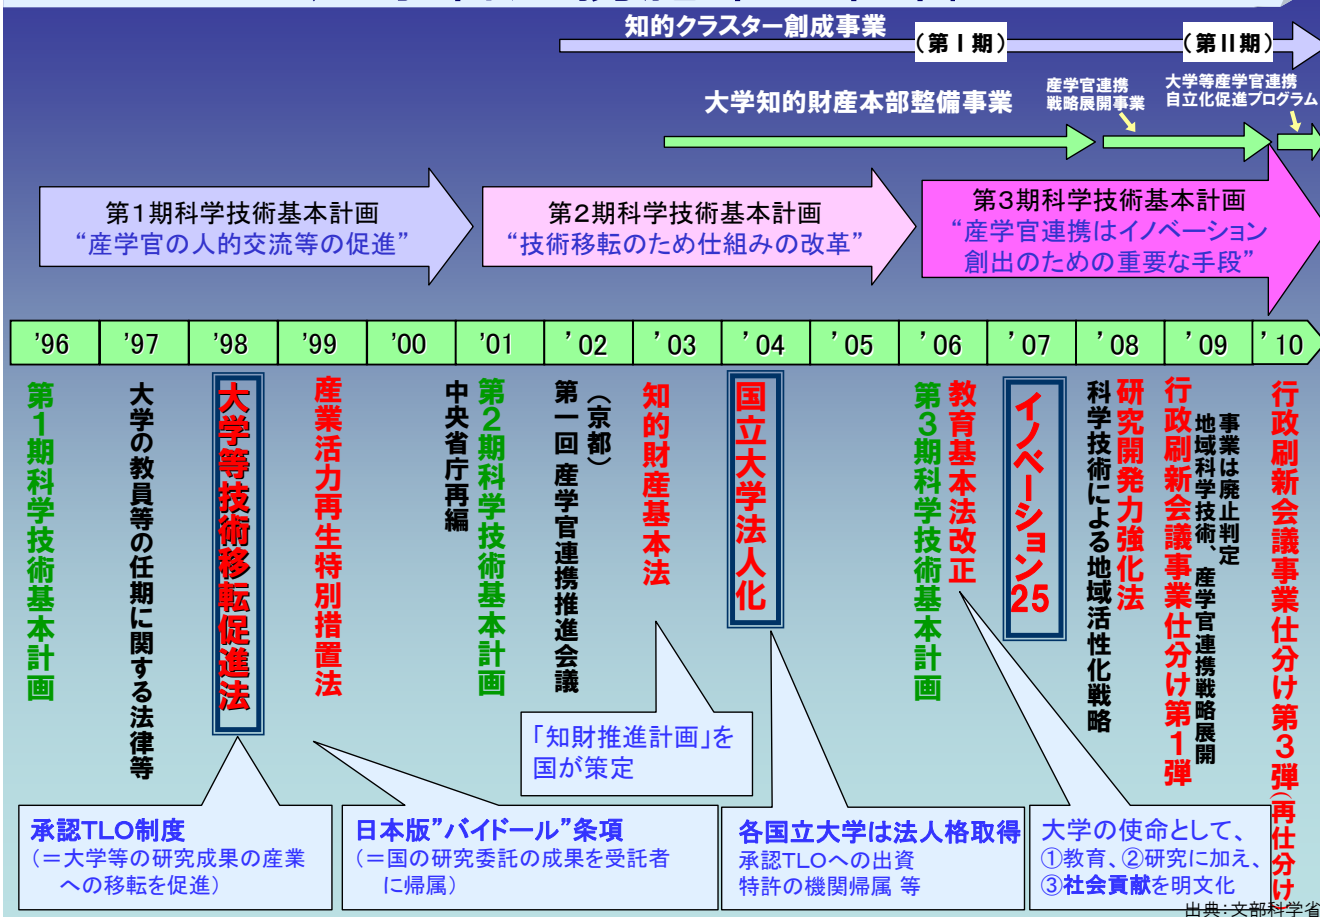 知的クラスター創成事業
(第Ⅰ期)
(第Ⅱ期)
大学知的財産本部整備事業
産学官連携
戦略展開事業
大学等産学官連携
自立化促進プログラム
第1期科学技術基本計画
“産学官の人的交流等の促進”
第2期科学技術基本計画
“技術移転のため仕組みの改革”
第3期科学技術基本計画
“産学官連携はイノベーション
創出のための重要な手段”
’96
’97
’98
’99
’00
’01
’02
’03
’04
’05
’06
’07
’08
’09
’10
第1期科学技術基本計画
大学の教員等の任期に関する法律等
大学等技術移転促進法
産業活力再生特別措置法
中央省庁再編
第2期科学技術基本計画
第一回産学官連携推進会議
(京都)
知的財産基本法
国立大学法人化
第3期科学技術基本計画
教育基本法改正
イノベーション25
科学技術による地域活性化戦略
研究開発力強化法
行政刷新会議事業仕分け第1弾
地域科学技術、産学官連携戦略展開
事業は廃止判定
行政刷新会議事業仕分け第3弾(再仕分け)
「知財推進計画」を
国が策定
承認TLO制度
(=大学等の研究成果の産業
への移転を促進)
日本版”バイドール”条項
(=国の研究委託の成果を受託者
に帰属)
各国立大学は法人格取得
承認TLOへの出資
特許の機関帰属 等
大学の使命として、
①教育、②研究に加え、
③社会貢献を明文化
出典:文部科学省